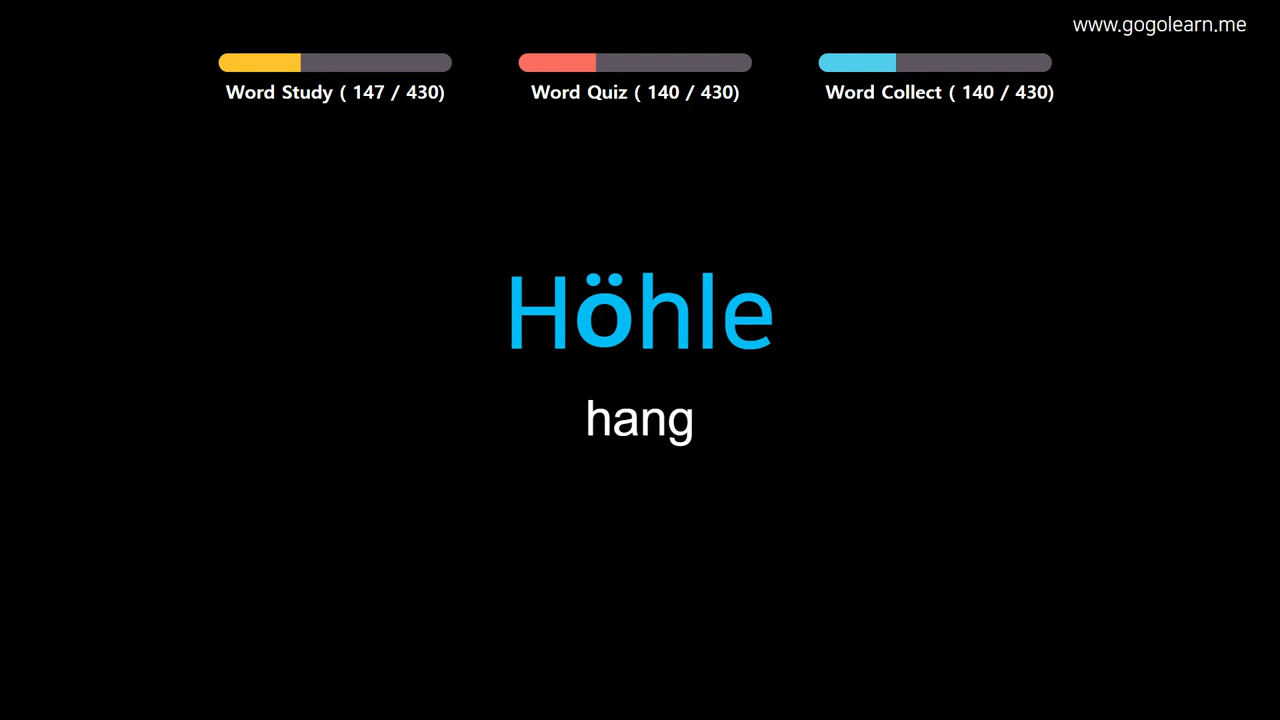 www.gogolearn.me
Word Study ( 147 / 430)
Word Quiz ( 140 / 430)
Word Collect ( 140 / 430)
Höhle
hang